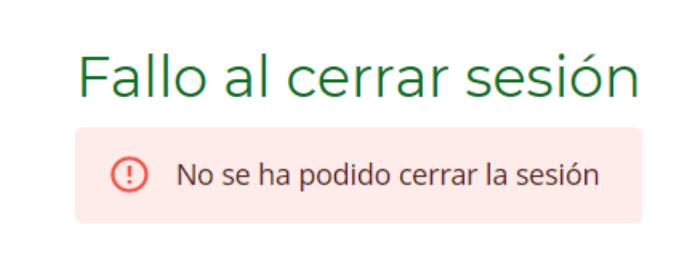 Fallo al cerrar sesión
No se ha podido cerrar la sesión